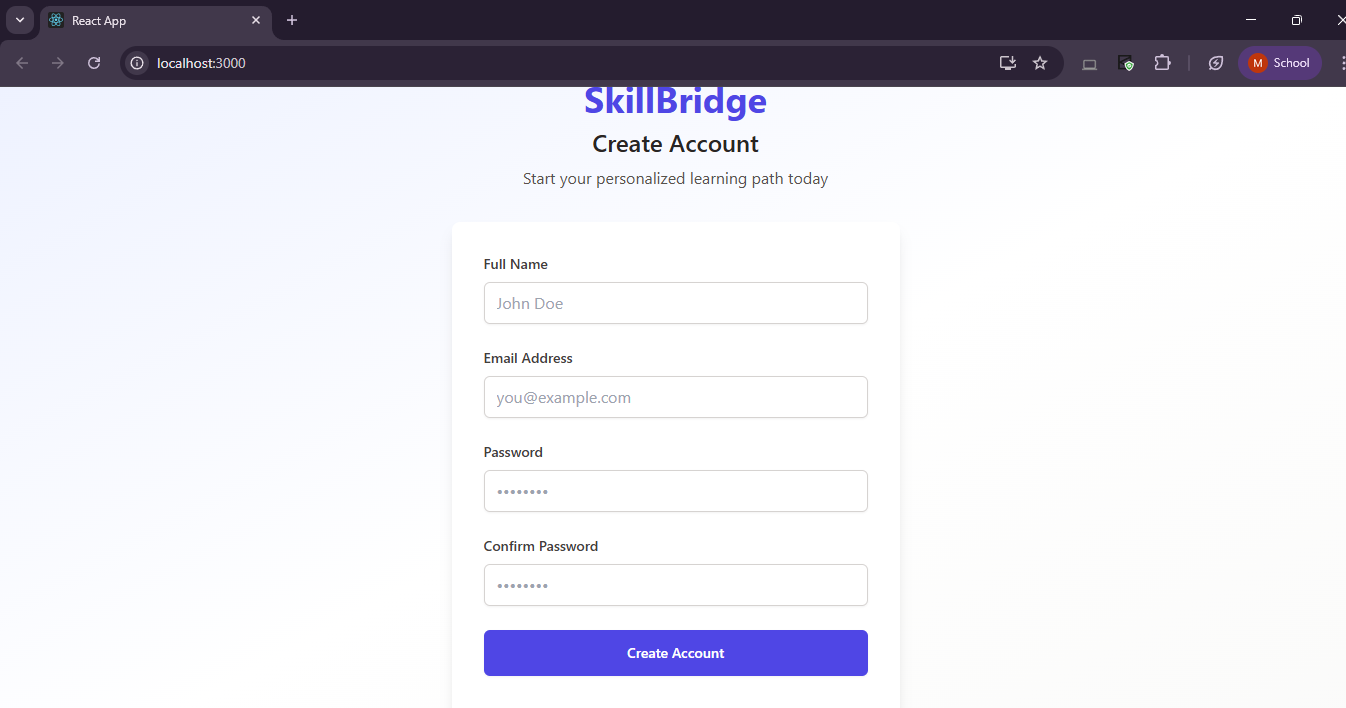 React App
localhost:3000
M School
SkillBridge
Create Account
Start your personalized learning path today
Full Name
John Doe
Email Address
you@example.com
Password
••••••••
Confirm Password
••••••••
Create Account